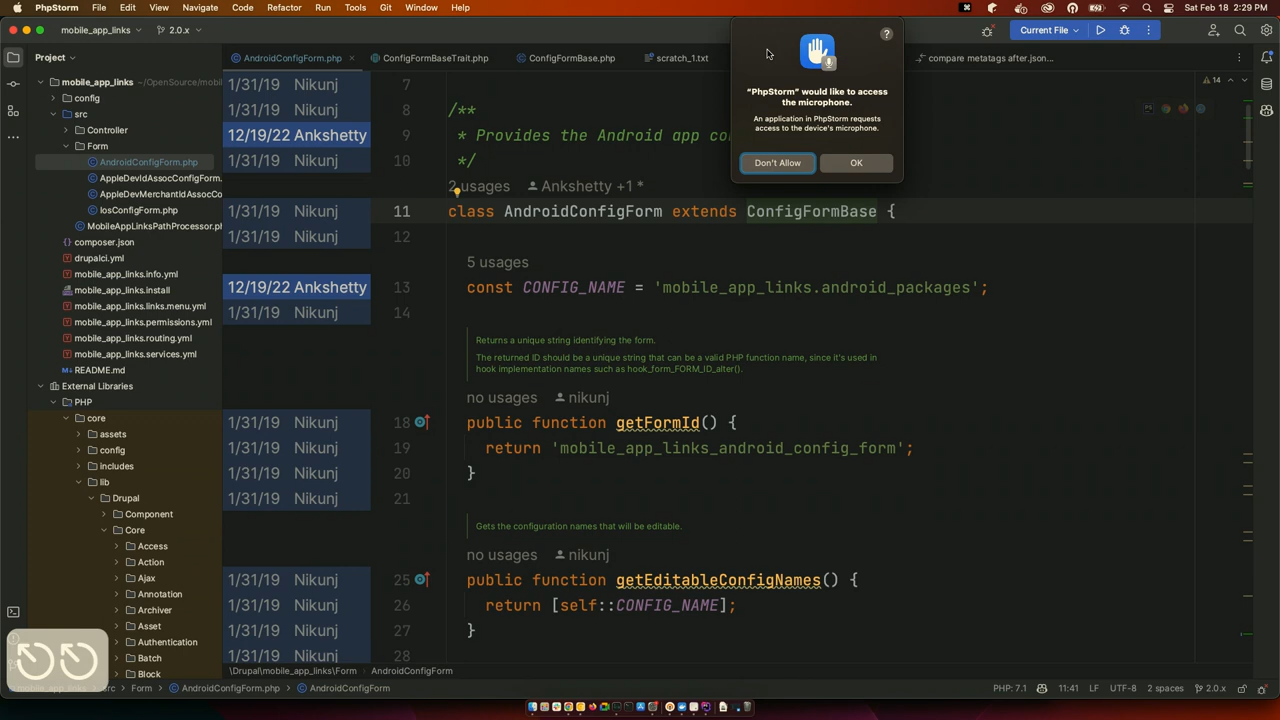 PhpStorm File Edit View Navigate Code Refactor Run Tools Git Window Help
Sat Feb 18 2:29 PM
mobile_app_links 2.0.x Current File
Project
AndroidConfigForm.php ConfigFormBaseTrait.php ConfigFormBase.php scratch_1.txt compare metatags after.json...
mobile_app_links ~/OpenSource/mobil
config
src
Controller
Form
AndroidConfigForm.php
AppleDevIdAssocConfigForm.
AppleDevMerchantIdAssocCo
IosConfigForm.php
MobileAppLinksPathProcessor.ph
composer.json
drupalci.yml
mobile_app_links.info.yml
mobile_app_links.install
mobile_app_links.links.menu.yml
mobile_app_links.permissions.yml
mobile_app_links.routing.yml
mobile_app_links.services.yml
README.md
External Libraries
PHP
core
assets
config
includes
lib
Drupal
Component
Core
Access
Action
Ajax
Annotation
Archiver
Asset
Authentication
Batch
Block
14
1/31/19 Nikunj 7
1/31/19 Nikunj 8 /**
12/19/22 Ankshetty 9 * Provides the Android app co
1/31/19 Nikunj 10 */
2 usages Ankshetty +1 *
1/31/19 Nikunj 11 class AndroidConfigForm extends ConfigFormBase {
1/31/19 Nikunj 12
5 usages
12/19/22 Ankshetty 13 const CONFIG_NAME = 'mobile_app_links.android_packages';
1/31/19 Nikunj 14
Returns a unique string identifying the form.
The returned ID should be a unique string that can be a valid PHP function name, since it's used in
hook implementation names such as hook_form_FORM_ID_alter().
no usages nikunj
1/31/19 Nikunj 18 public function getFormId() {
1/31/19 Nikunj 19 return 'mobile_app_links_android_config_form';
1/31/19 Nikunj 20 }
1/31/19 Nikunj 21
Gets the configuration names that will be editable.
no usages nikunj
1/31/19 Nikunj 25 public function getEditableConfigNames() {
1/31/19 Nikunj 26 return [self::CONFIG_NAME];
1/31/19 Nikunj 27 }
1/31/19 Nikunj 28
?
“PhpStorm” would like to access
the microphone.
An application in PhpStorm requests
access to the device's microphone.
Don't Allow OK
\Drupal\mobile_app_links\Form AndroidConfigForm
mobile_app_links src Form AndroidConfigForm.php AndroidConfigForm PHP: 7.1 11:41 LF UTF-8 2 spaces 2.0.x